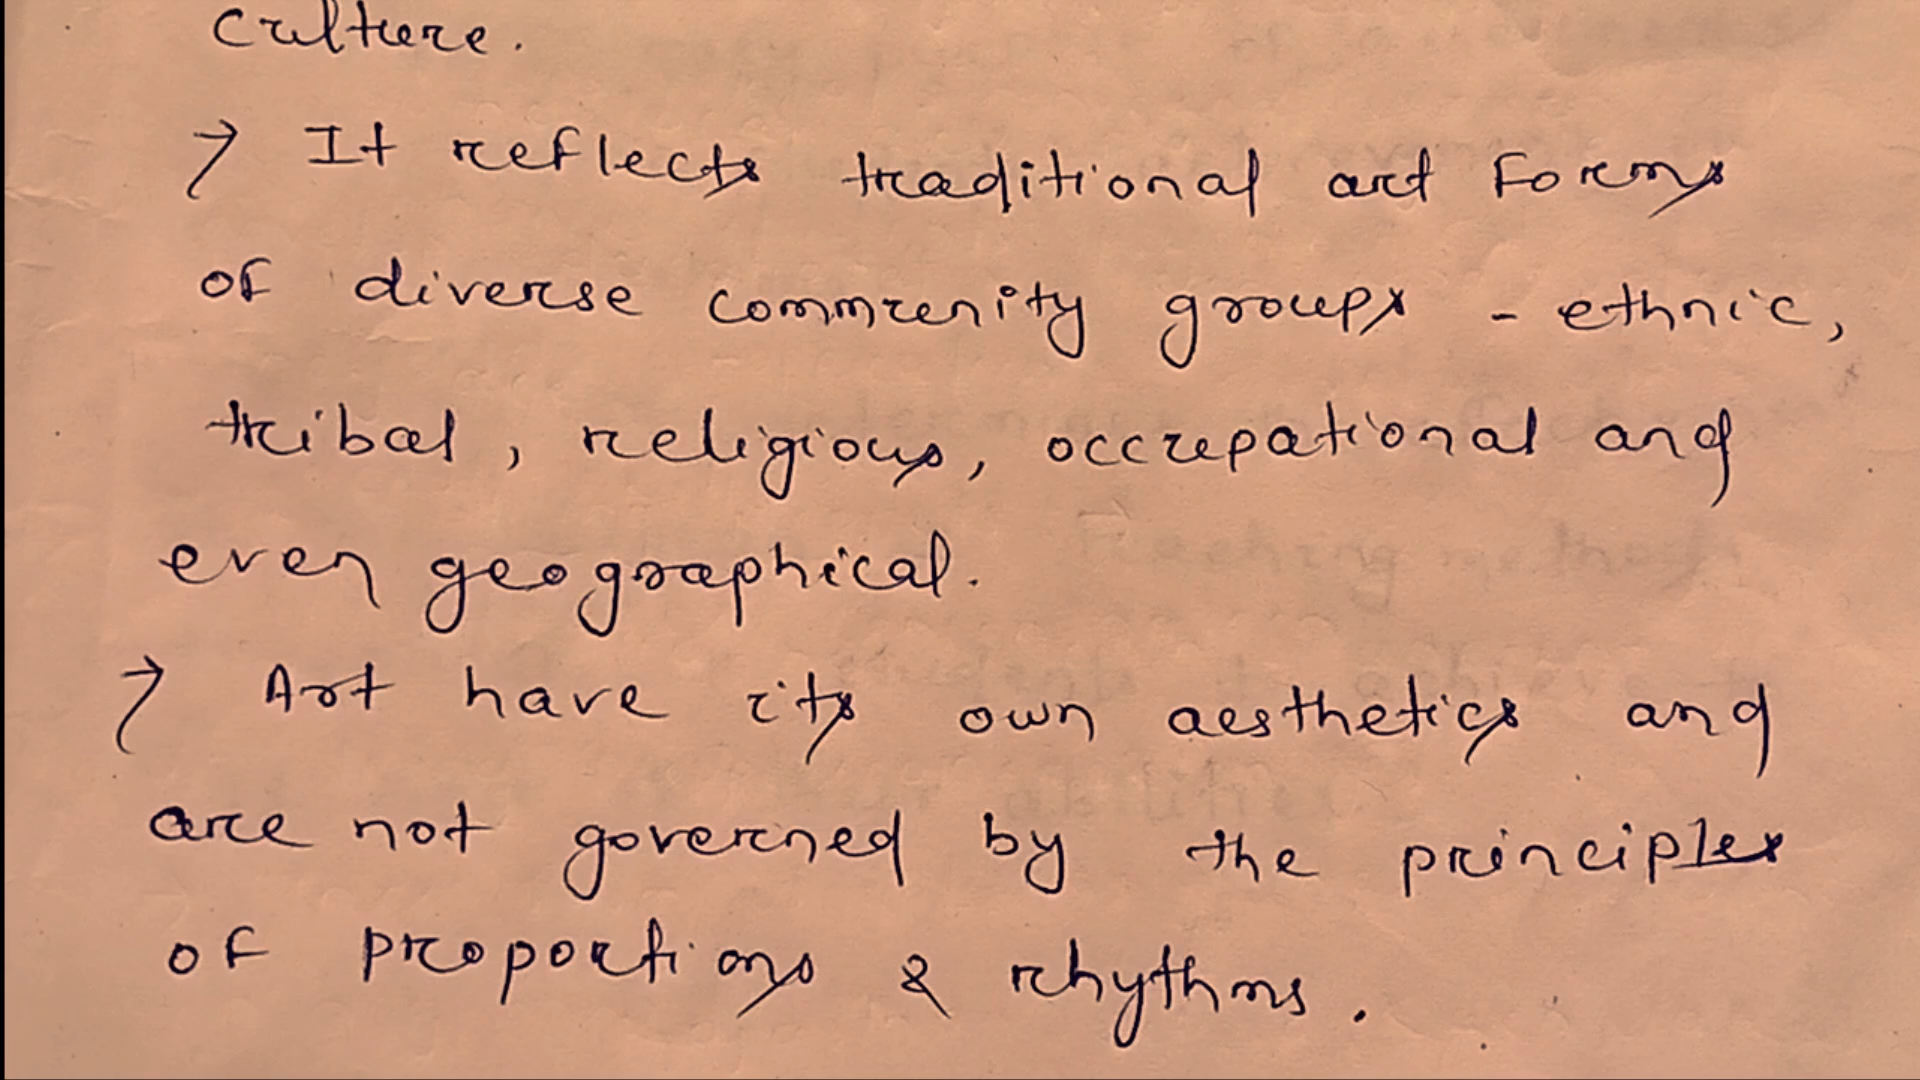 culture.
→ It reflects traditional art forms
of diverse community groups - ethnic,
tribal, religious, occupational and
even geographical.
→ Art have its own aesthetics and
are not governed by the principles
of proportions & rhythms.